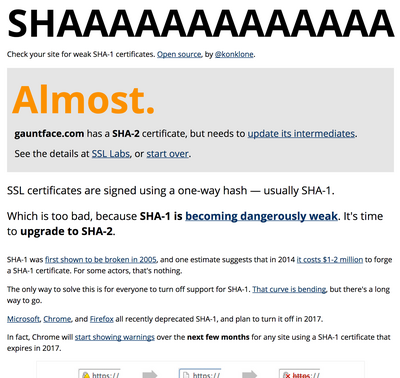 SHAAAAAAAAAAAAAAA
Check your site for weak SHA-1 certificates. Open source, by @konklone.
Almost.
gauntface.com has a SHA-2 certificate, but needs to update its intermediates.
See the details at SSL Labs, or start over.
SSL certificates are signed using a one-way hash — usually SHA-1.
Which is too bad, because SHA-1 is becoming dangerously weak. It's time
to upgrade to SHA-2.
SHA-1 was first shown to be broken in 2005, and one estimate suggests that in 2014 it costs $1-2 million to forge
a SHA-1 certificate. For some actors, that's nothing.
The only way to solve this is for everyone to turn off support for SHA-1. That curve is bending, but there's a long
way to go.
Microsoft, Chrome, and Firefox all recently deprecated SHA-1, and plan to turn it off in 2017.
In fact, Chrome will start showing warnings over the next few months for any site using a SHA-1 certificate that
expires in 2017.
https:// https:// https://